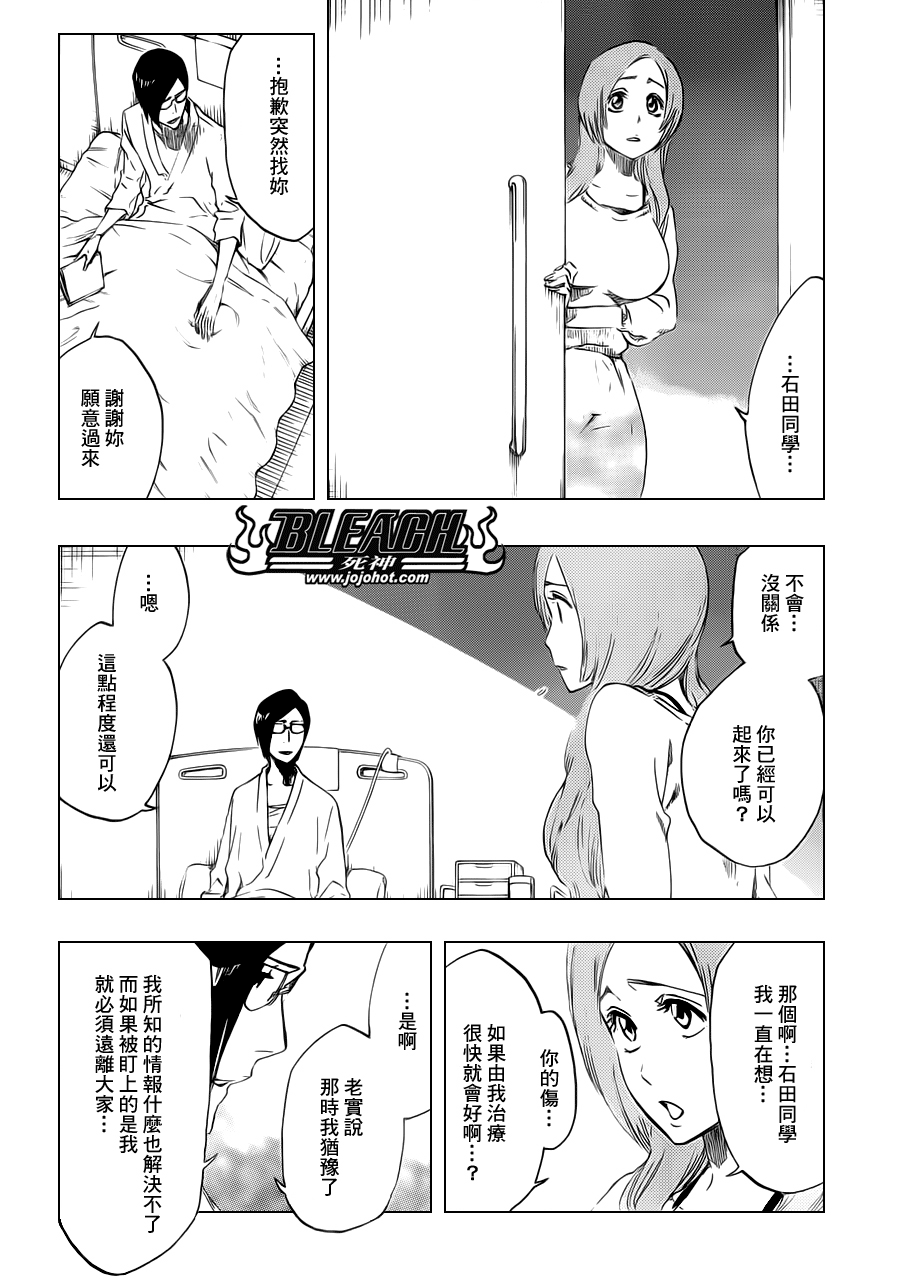 …石田同學…
…抱歉突然找妳
謝謝妳
願意過來
BLEACH
死神
www.jojohot.com
不會…
沒關係
你已經可以
起來了嗎？
…嗯
這點程度還可以
那個啊…石田同學
我一直在想…
你的傷…
如果由我治療
很快就會好啊…？
…是啊
老實說
那時我猶豫了
我所知的情報什麼也解決不了
而如果被盯上的是我
就必須遠離大家…